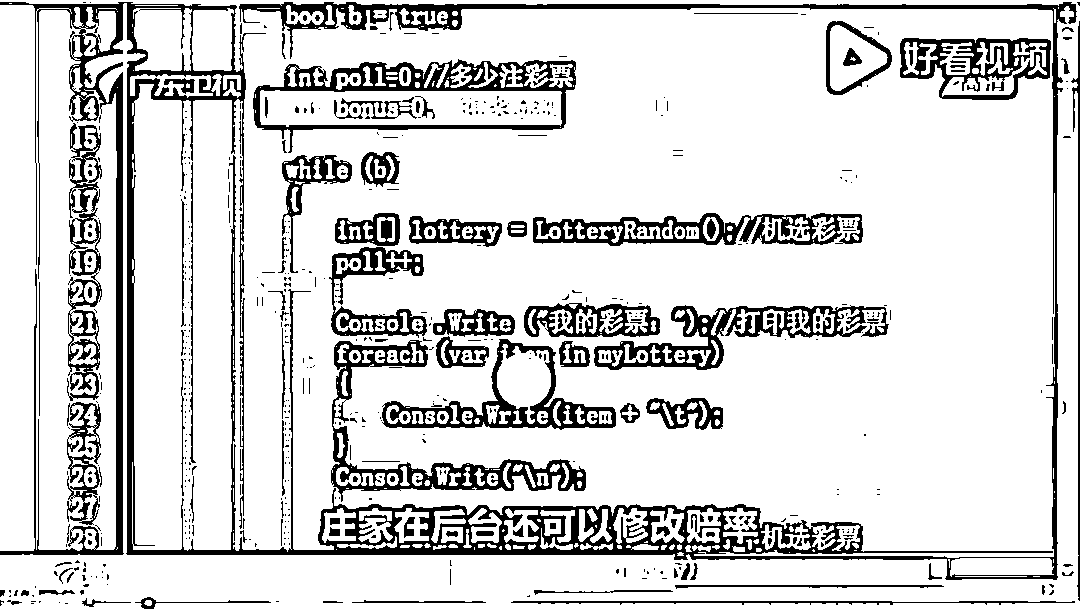 11 bool b = true;
12
好看视频
13 int poll=0;//多少注彩票
广东卫视
高清
14 bonus=0;
15
16 while (b)
17 {
18 int[] lottery = LotteryRandom();//机选彩票
19 poll++;
20
21 Console.Write("我的彩票: ");//打印我的彩票
22 foreach (var item in myLottery)
23 {
24 Console.Write(item + "\t");
25 }
26 Console.Write("\n");
27
庄家在后台还可以修改赔率
28 机选彩票